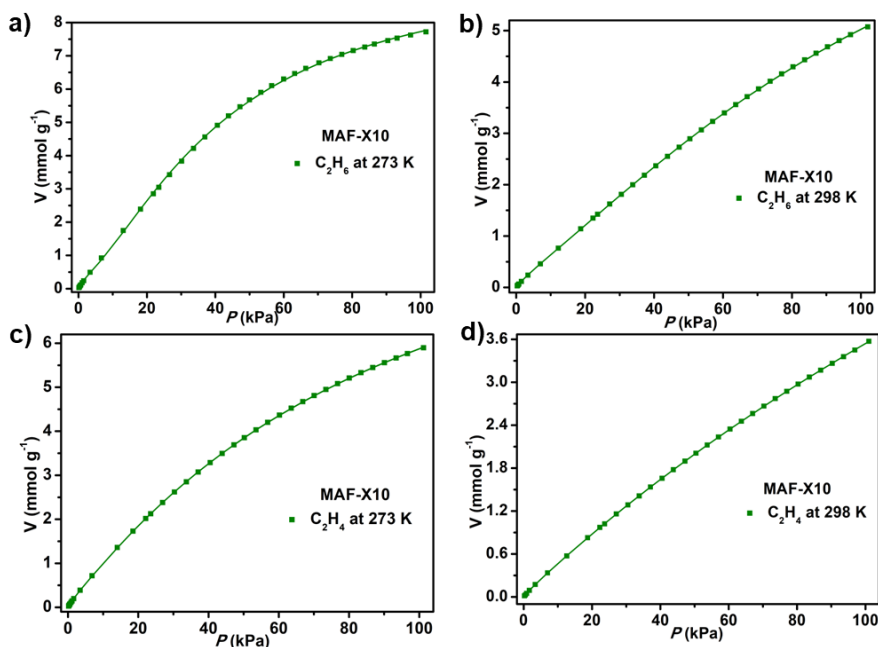 a)
V (mmol g⁻¹)
8
7
6
5
4
3
2
1
0
MAF-X10
C₂H₆ at 273 K
0 20 40 60 80 100
P (kPa)
b)
V (mmol g⁻¹)
5
4
3
2
1
0
MAF-X10
C₂H₆ at 298 K
0 20 40 60 80 100
P (kPa)
c)
V (mmol g⁻¹)
6
5
4
3
2
1
0
MAF-X10
C₂H₄ at 273 K
0 20 40 60 80 100
P (kPa)
d)
V (mmol g⁻¹)
3.6
3.0
2.4
1.8
1.2
0.6
0.0
MAF-X10
C₂H₄ at 298 K
0 20 40 60 80 100
P (kPa)